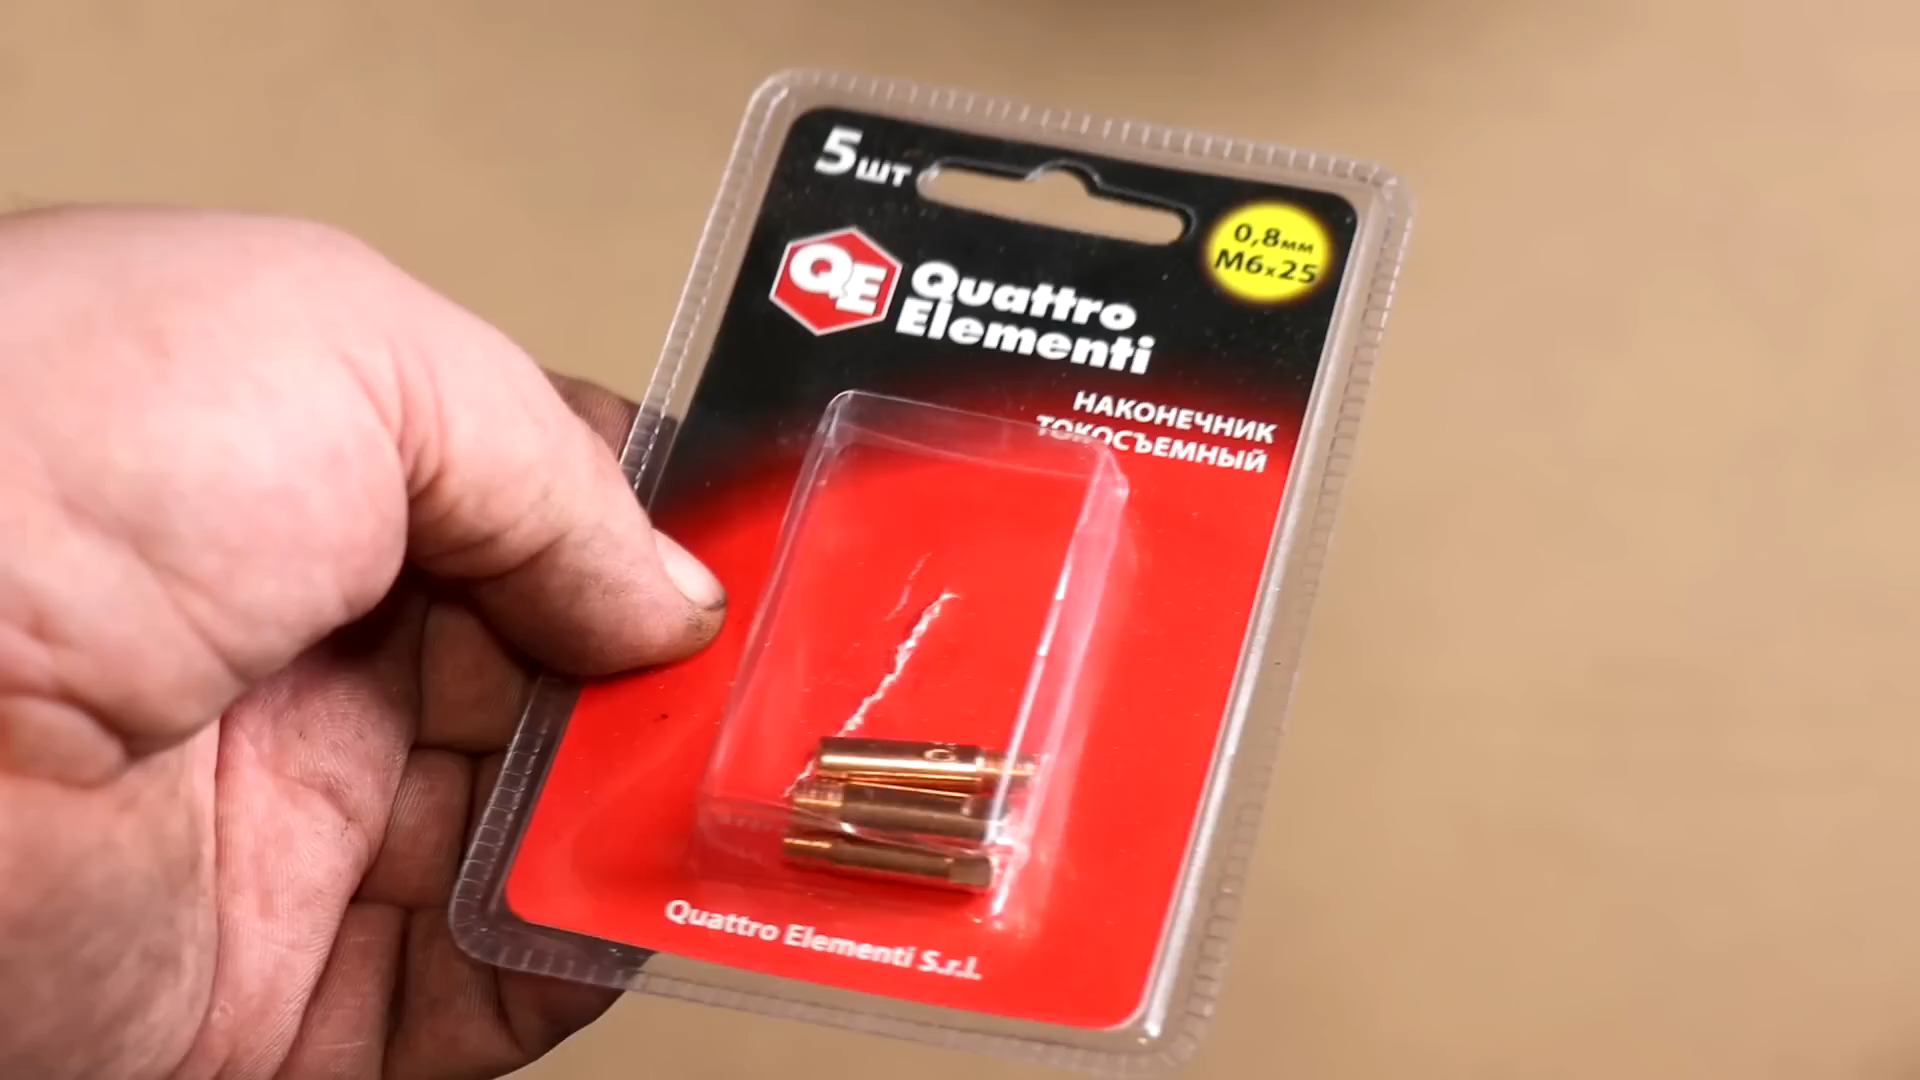 5шт
0,8мм
М6х25
QE
Quattro
Elementi
НАКОНЕЧНИК
ТОКОСЪЕМНЫЙ
Quattro Elementi S.r.l.